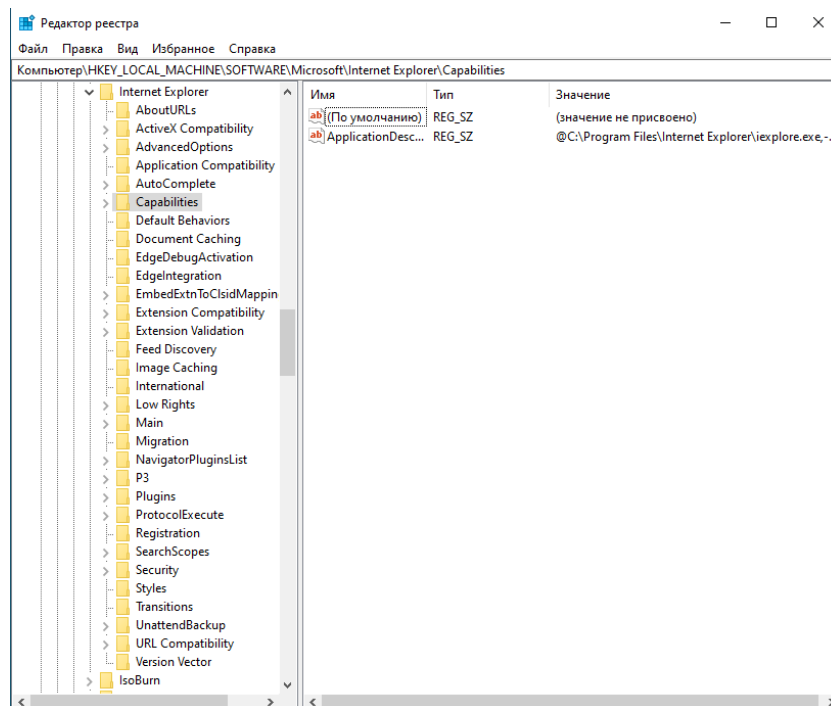 Редактор реестра
Файл Правка Вид Избранное Справка
Компьютер\HKEY_LOCAL_MACHINE\SOFTWARE\Microsoft\Internet Explorer\Capabilities
Internet Explorer
AboutURLs
ActiveX Compatibility
AdvancedOptions
Application Compatibility
AutoComplete
Capabilities
Default Behaviors
Document Caching
EdgeDebugActivation
EdgeIntegration
EmbedExtnToClsidMappin
Extension Compatibility
Extension Validation
Feed Discovery
Image Caching
International
Low Rights
Main
Migration
NavigatorPluginsList
P3
Plugins
ProtocolExecute
Registration
SearchScopes
Security
Styles
Transitions
UnattendBackup
URL Compatibility
Version Vector
IsoBurn
Имя Тип Значение
ab (По умолчанию) REG_SZ (значение не присвоено)
ab ApplicationDesc... REG_SZ @C:\Program Files\Internet Explorer\iexplore.exe,-.